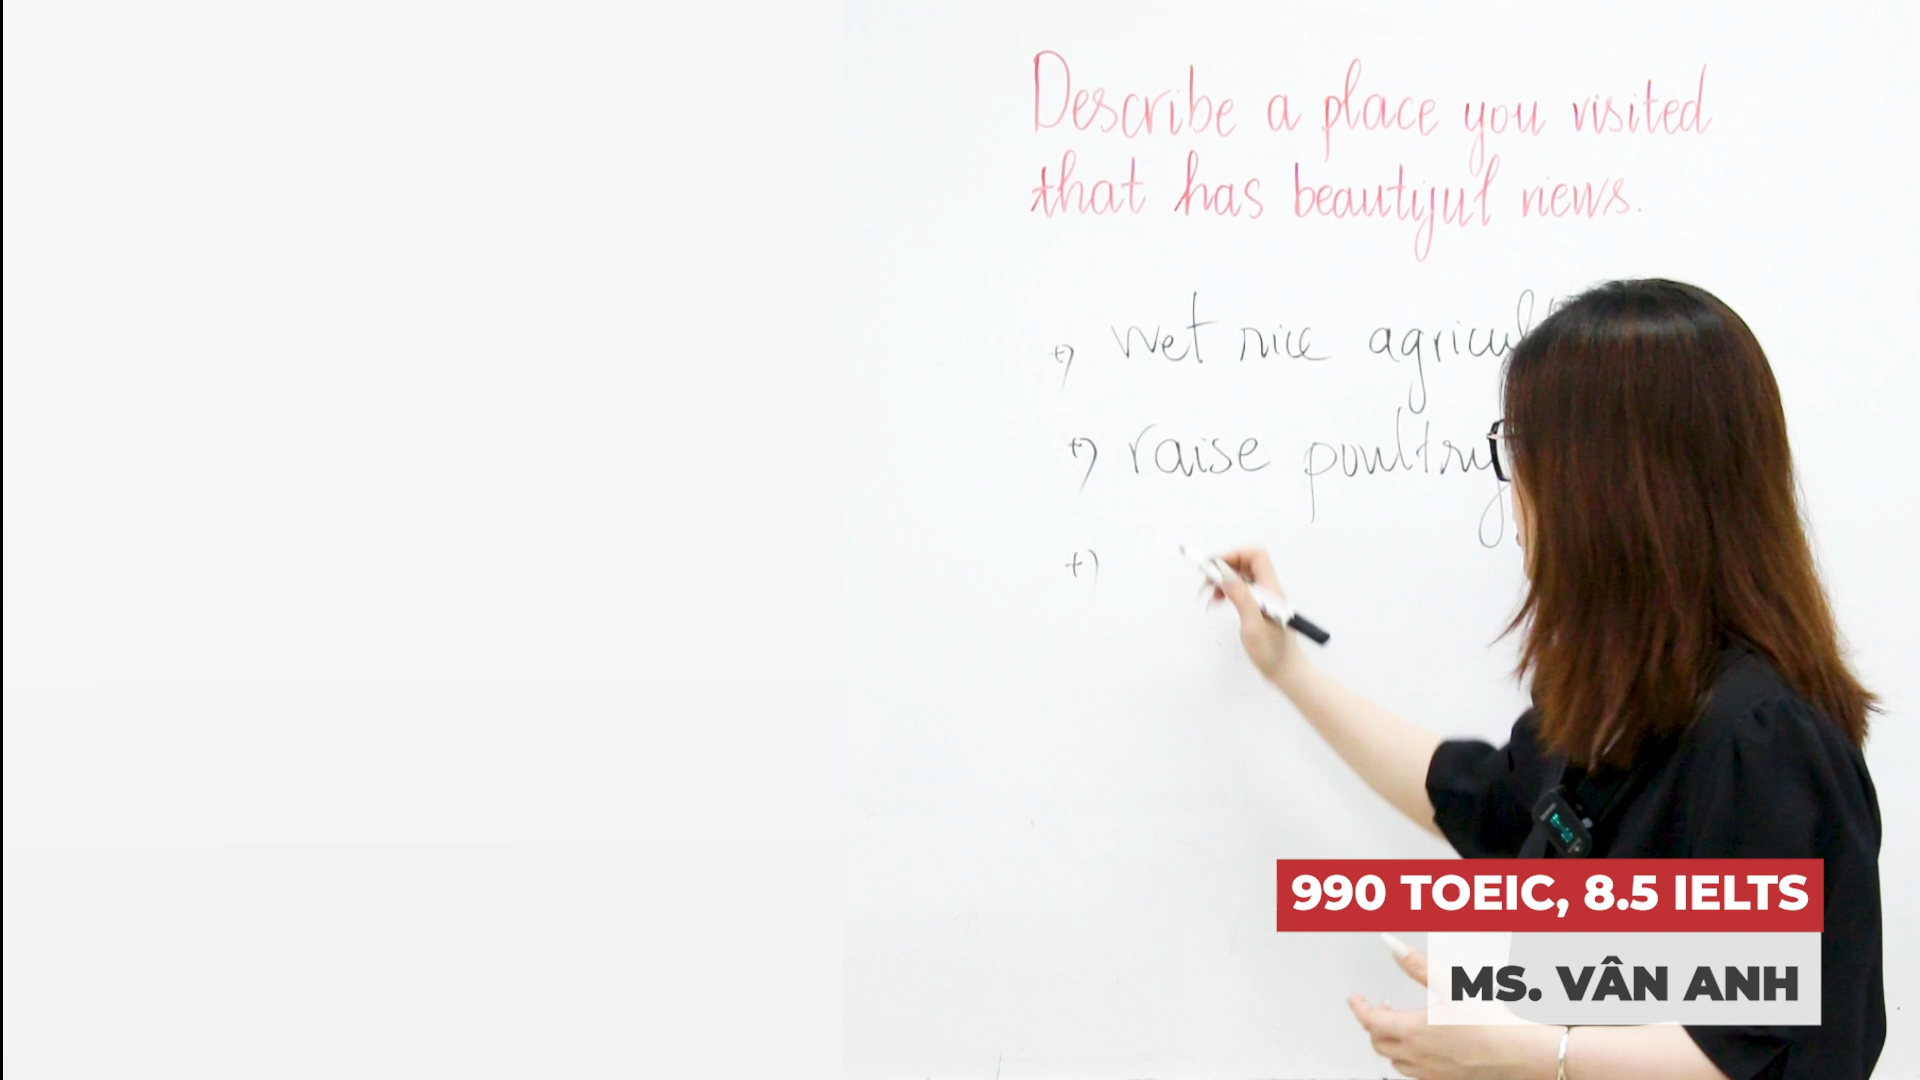 Describe a place you visited
that has beautiful views.
+) wet rice
+) raise poultry
+)
990 TOEIC, 8.5 IELTS
MS. VÂN ANH